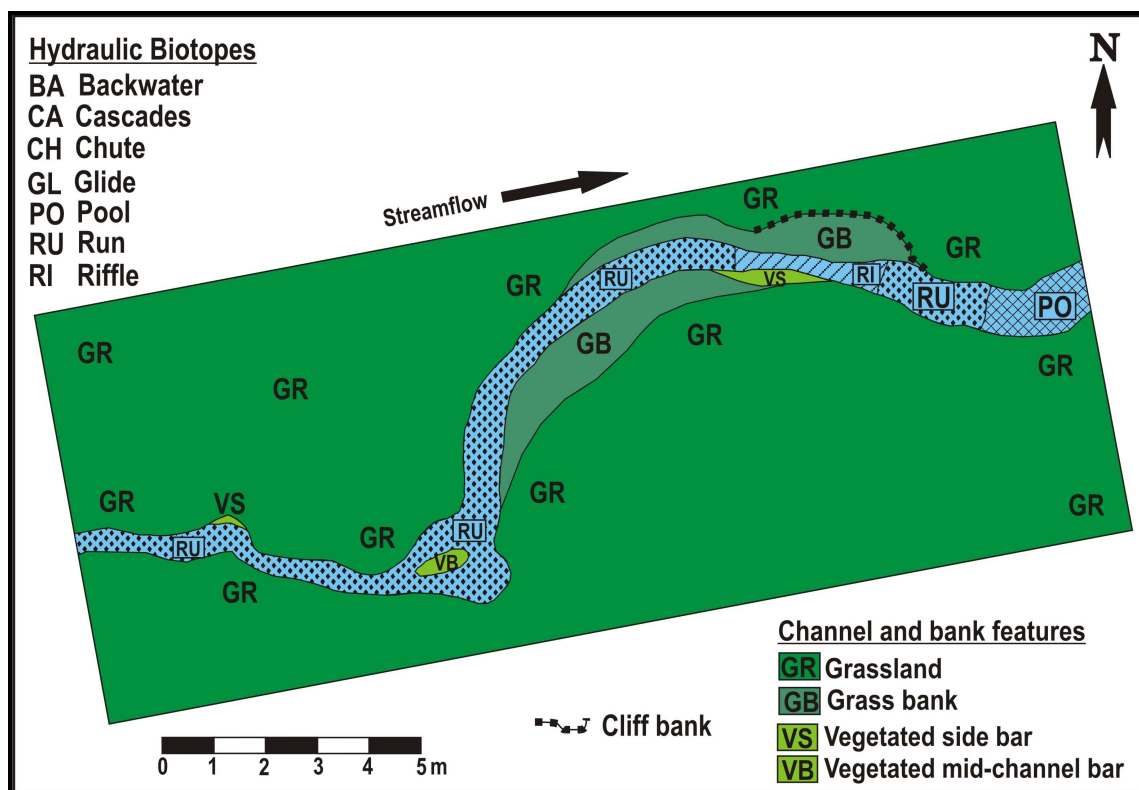 Hydraulic Biotopes
BA Backwater
CA Cascades
CH Chute
GL Glide
PO Pool
RU Run
RI Riffle
N
Streamflow
GR
GB
GR
RU
VS
RI
RU
PO
GR
GR
GB
GR
GR
GR
GR
GR
GR
VS
GR
RU
RU
VB
GR
Channel and bank features
GR Grassland
GB Grass bank
VS Vegetated side bar
VB Vegetated mid-channel bar
Cliff bank
0 1 2 3 4 5 m